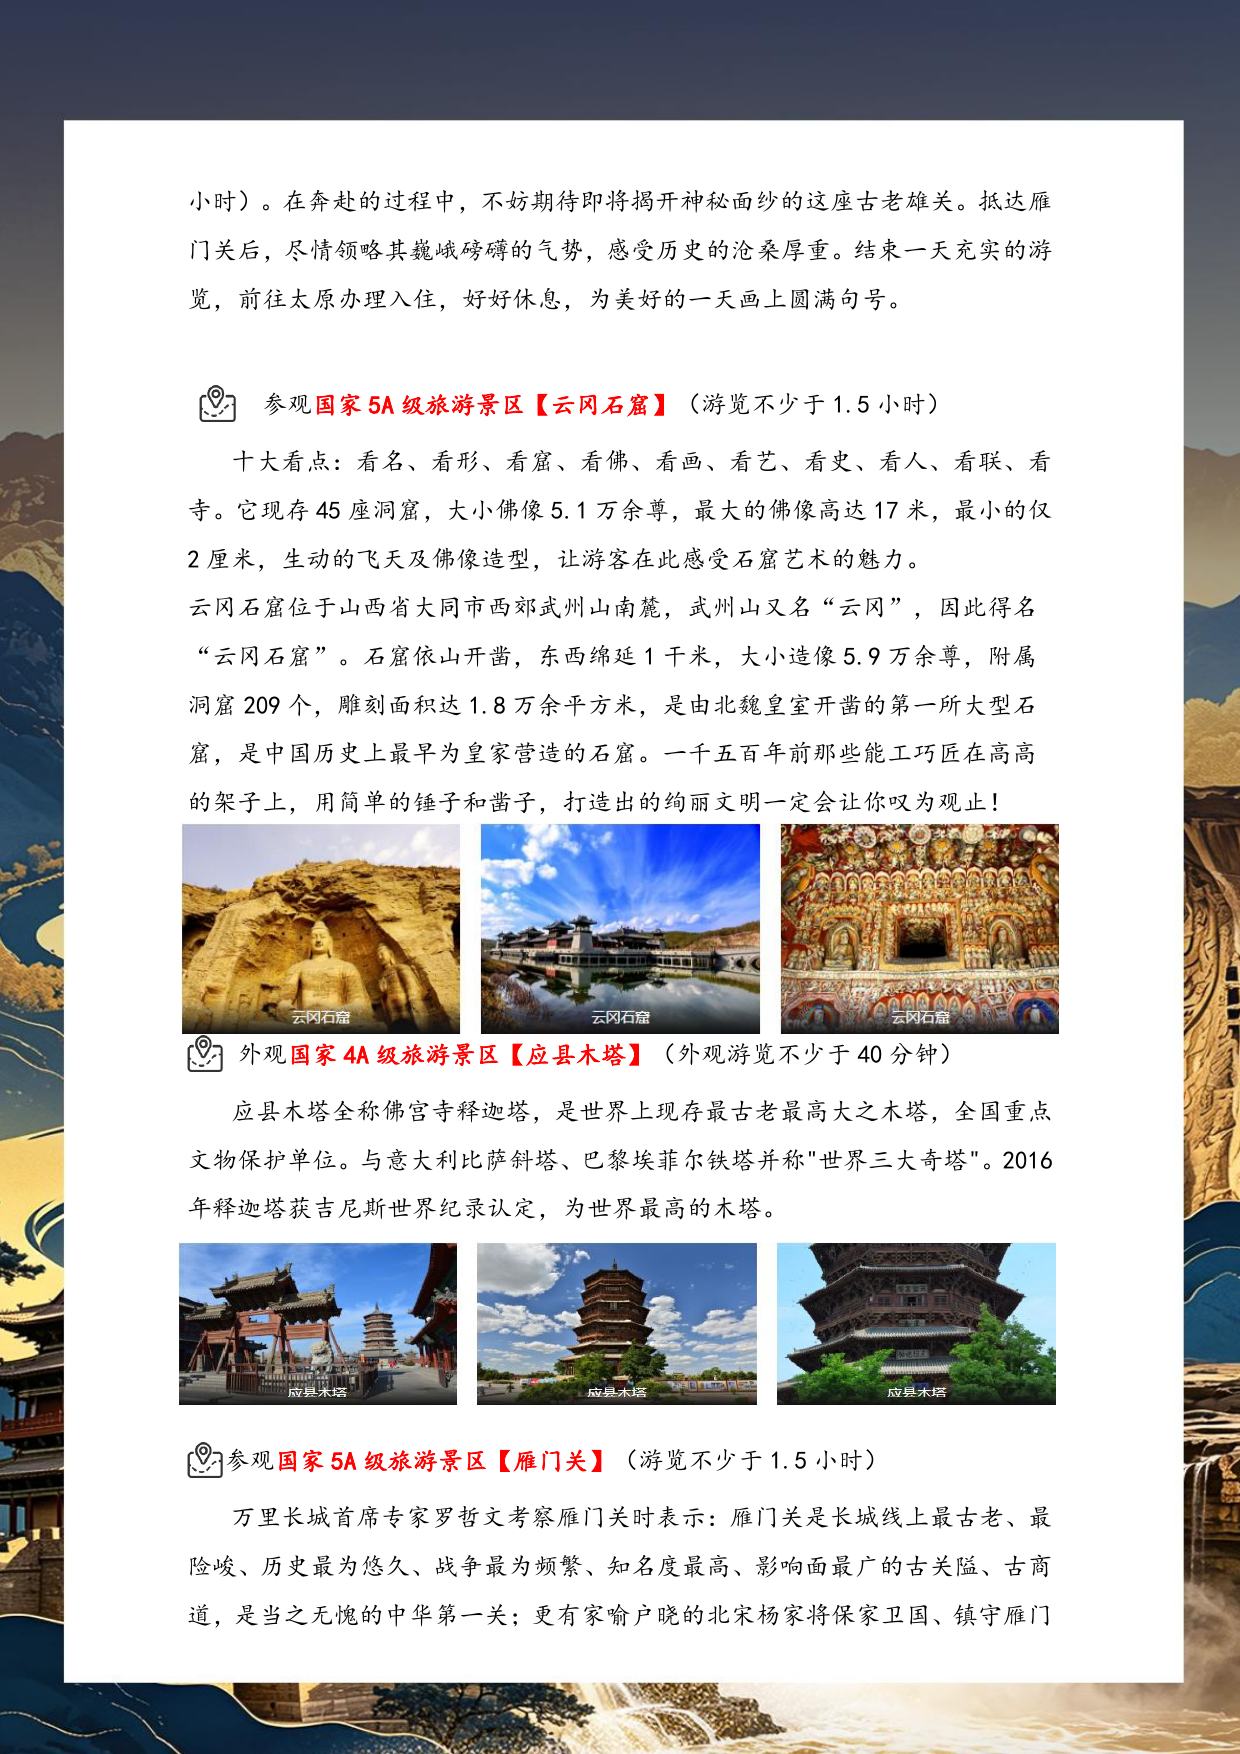 小时）。在奔赴的过程中，不妨期待即将揭开神秘面纱的这座古老雄关。抵达雁
门关后，尽情领略其巍峨磅礴的气势，感受历史的沧桑厚重。结束一天充实的游
览，前往太原办理入住，好好休息，为美好的一天画上圆满句号。
参观国家 5A 级旅游景区【云冈石窟】（游览不少于 1.5 小时）
十大看点：看名、看形、看窟、看佛、看画、看艺、看史、看人、看联、看
寺。它现存 45 座洞窟，大小佛像 5.1 万余尊，最大的佛像高达 17 米，最小的仅
2 厘米，生动的飞天及佛像造型，让游客在此感受石窟艺术的魅力。
云冈石窟位于山西省大同市西郊武州山南麓，武州山又名“云冈”，因此得名
“云冈石窟”。石窟依山开凿，东西绵延 1 千米，大小造像 5.9 万余尊，附属
洞窟 209 个，雕刻面积达 1.8 万余平方米，是由北魏皇室开凿的第一所大型石
窟，是中国历史上最早为皇家营造的石窟。一千五百年前那些能工巧匠在高高
的架子上，用简单的锤子和凿子，打造出的绚丽文明一定会让你叹为观止！
云冈石窟
云冈石窟
云冈石窟
外观国家 4A 级旅游景区【应县木塔】（外观游览不少于 40 分钟）
应县木塔全称佛宫寺释迦塔，是世界上现存最古老最高大之木塔，全国重点
文物保护单位。与意大利比萨斜塔、巴黎埃菲尔铁塔并称"世界三大奇塔"。2016
年释迦塔获吉尼斯世界纪录认定，为世界最高的木塔。
应县木塔
应县木塔
应县木塔
参观国家 5A 级旅游景区【雁门关】（游览不少于 1.5 小时）
万里长城首席专家罗哲文考察雁门关时表示：雁门关是长城线上最古老、最
险峻、历史最为悠久、战争最为频繁、知名度最高、影响面最广的古关隘、古商
道，是当之无愧的中华第一关；更有家喻户晓的北宋杨家将保家卫国、镇守雁门